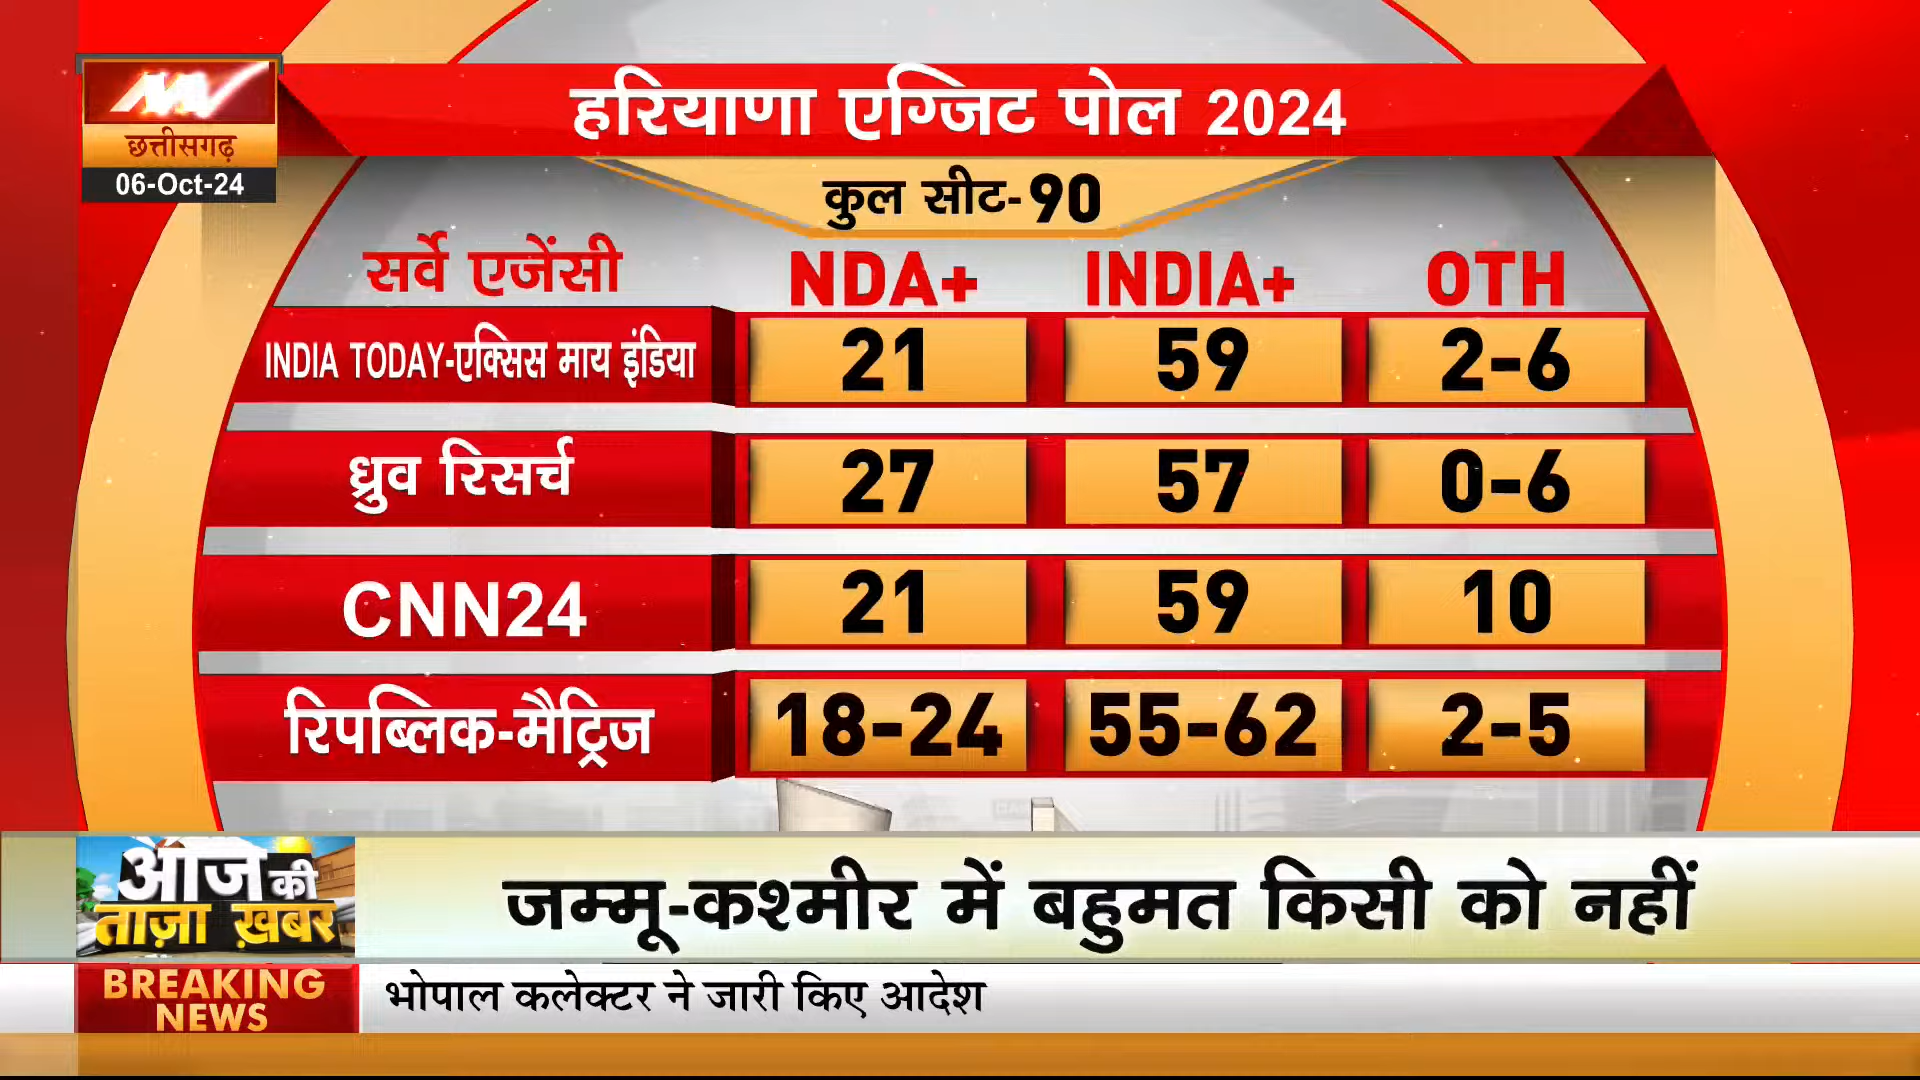 हरियाणा एग्जिट पोल 2024
छत्तीसगढ़
06-Oct-24
कुल सीट-90
सर्वे एजेंसी NDA+ INDIA+ OTH
INDIA TODAY-एक्सिस माय इंडिया 21 59 2-6
ध्रुव रिसर्च 27 57 0-6
CNN24 21 59 10
रिपब्लिक-मैट्रिज 18-24 55-62 2-5
आज की
ताज़ा ख़बर
जम्मू-कश्मीर में बहुमत किसी को नहीं
BREAKING
NEWS
भोपाल कलेक्टर ने जारी किए आदेश